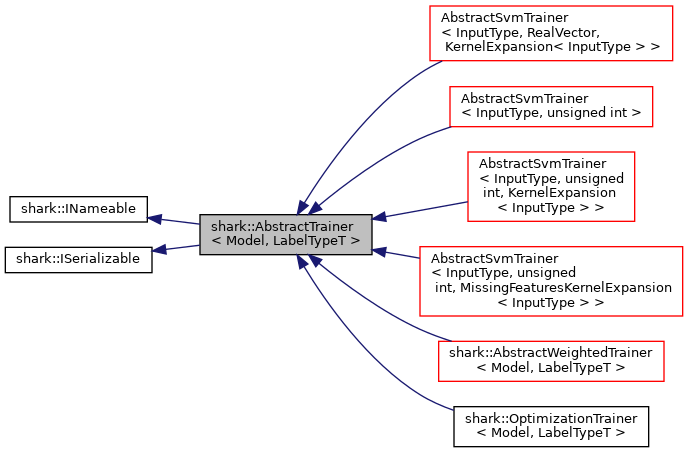 AbstractSvmTrainer
< InputType, RealVector,
KernelExpansion< InputType > >
AbstractSvmTrainer
< InputType, unsigned int >
AbstractSvmTrainer
< InputType, unsigned
int, KernelExpansion
< InputType > >
shark::INameable
shark::ISerializable
shark::AbstractTrainer
< Model, LabelTypeT >
AbstractSvmTrainer
< InputType, unsigned
int, MissingFeaturesKernelExpansion
< InputType > >
shark::AbstractWeightedTrainer
< Model, LabelTypeT >
shark::OptimizationTrainer
< Model, LabelTypeT >